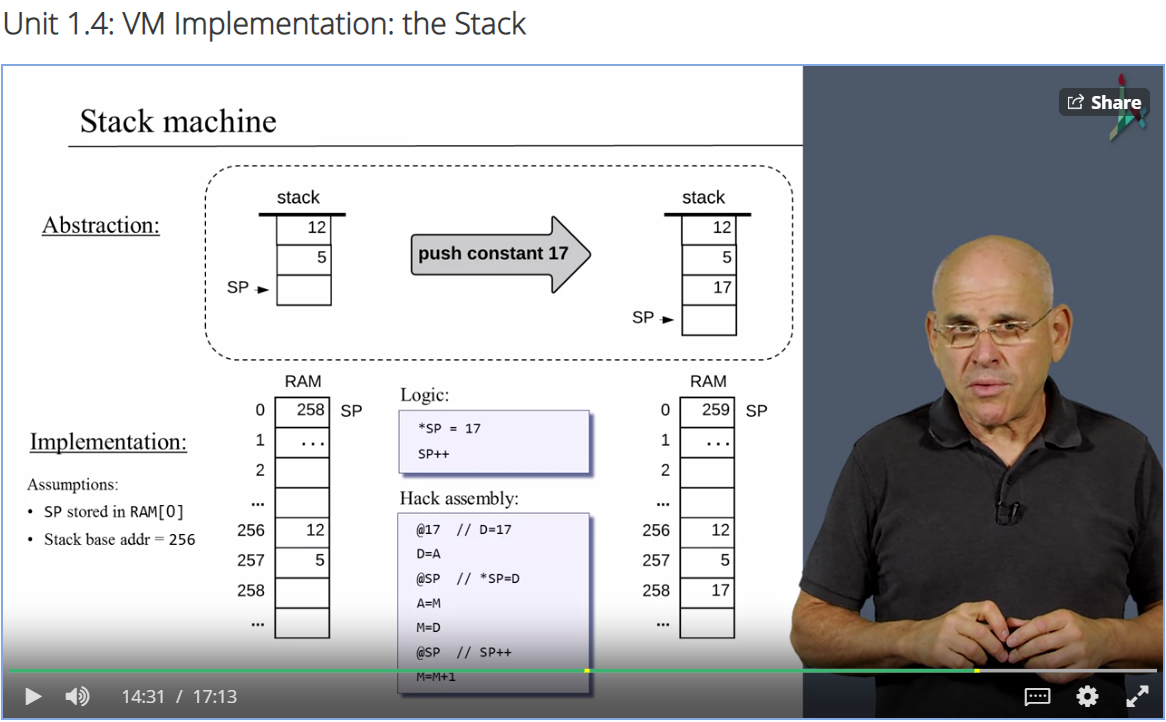 Unit 1.4: VM Implementation: the Stack
Share
Stack machine
Abstraction:
stack
12
5
SP
push constant 17
stack
12
5
17
SP
Implementation:
Assumptions:
• SP stored in RAM[0]
• Stack base addr = 256
RAM
0 258 SP
1 ...
2
...
256 12
257 5
258
...
Logic:
*SP = 17
SP++
Hack assembly:
@17 // D=17
D=A
@SP // *SP=D
A=M
M=D
@SP // SP++
M=M+1
RAM
0 259 SP
1 ...
2
...
256 12
257 5
258 17
...
14:31 / 17:13